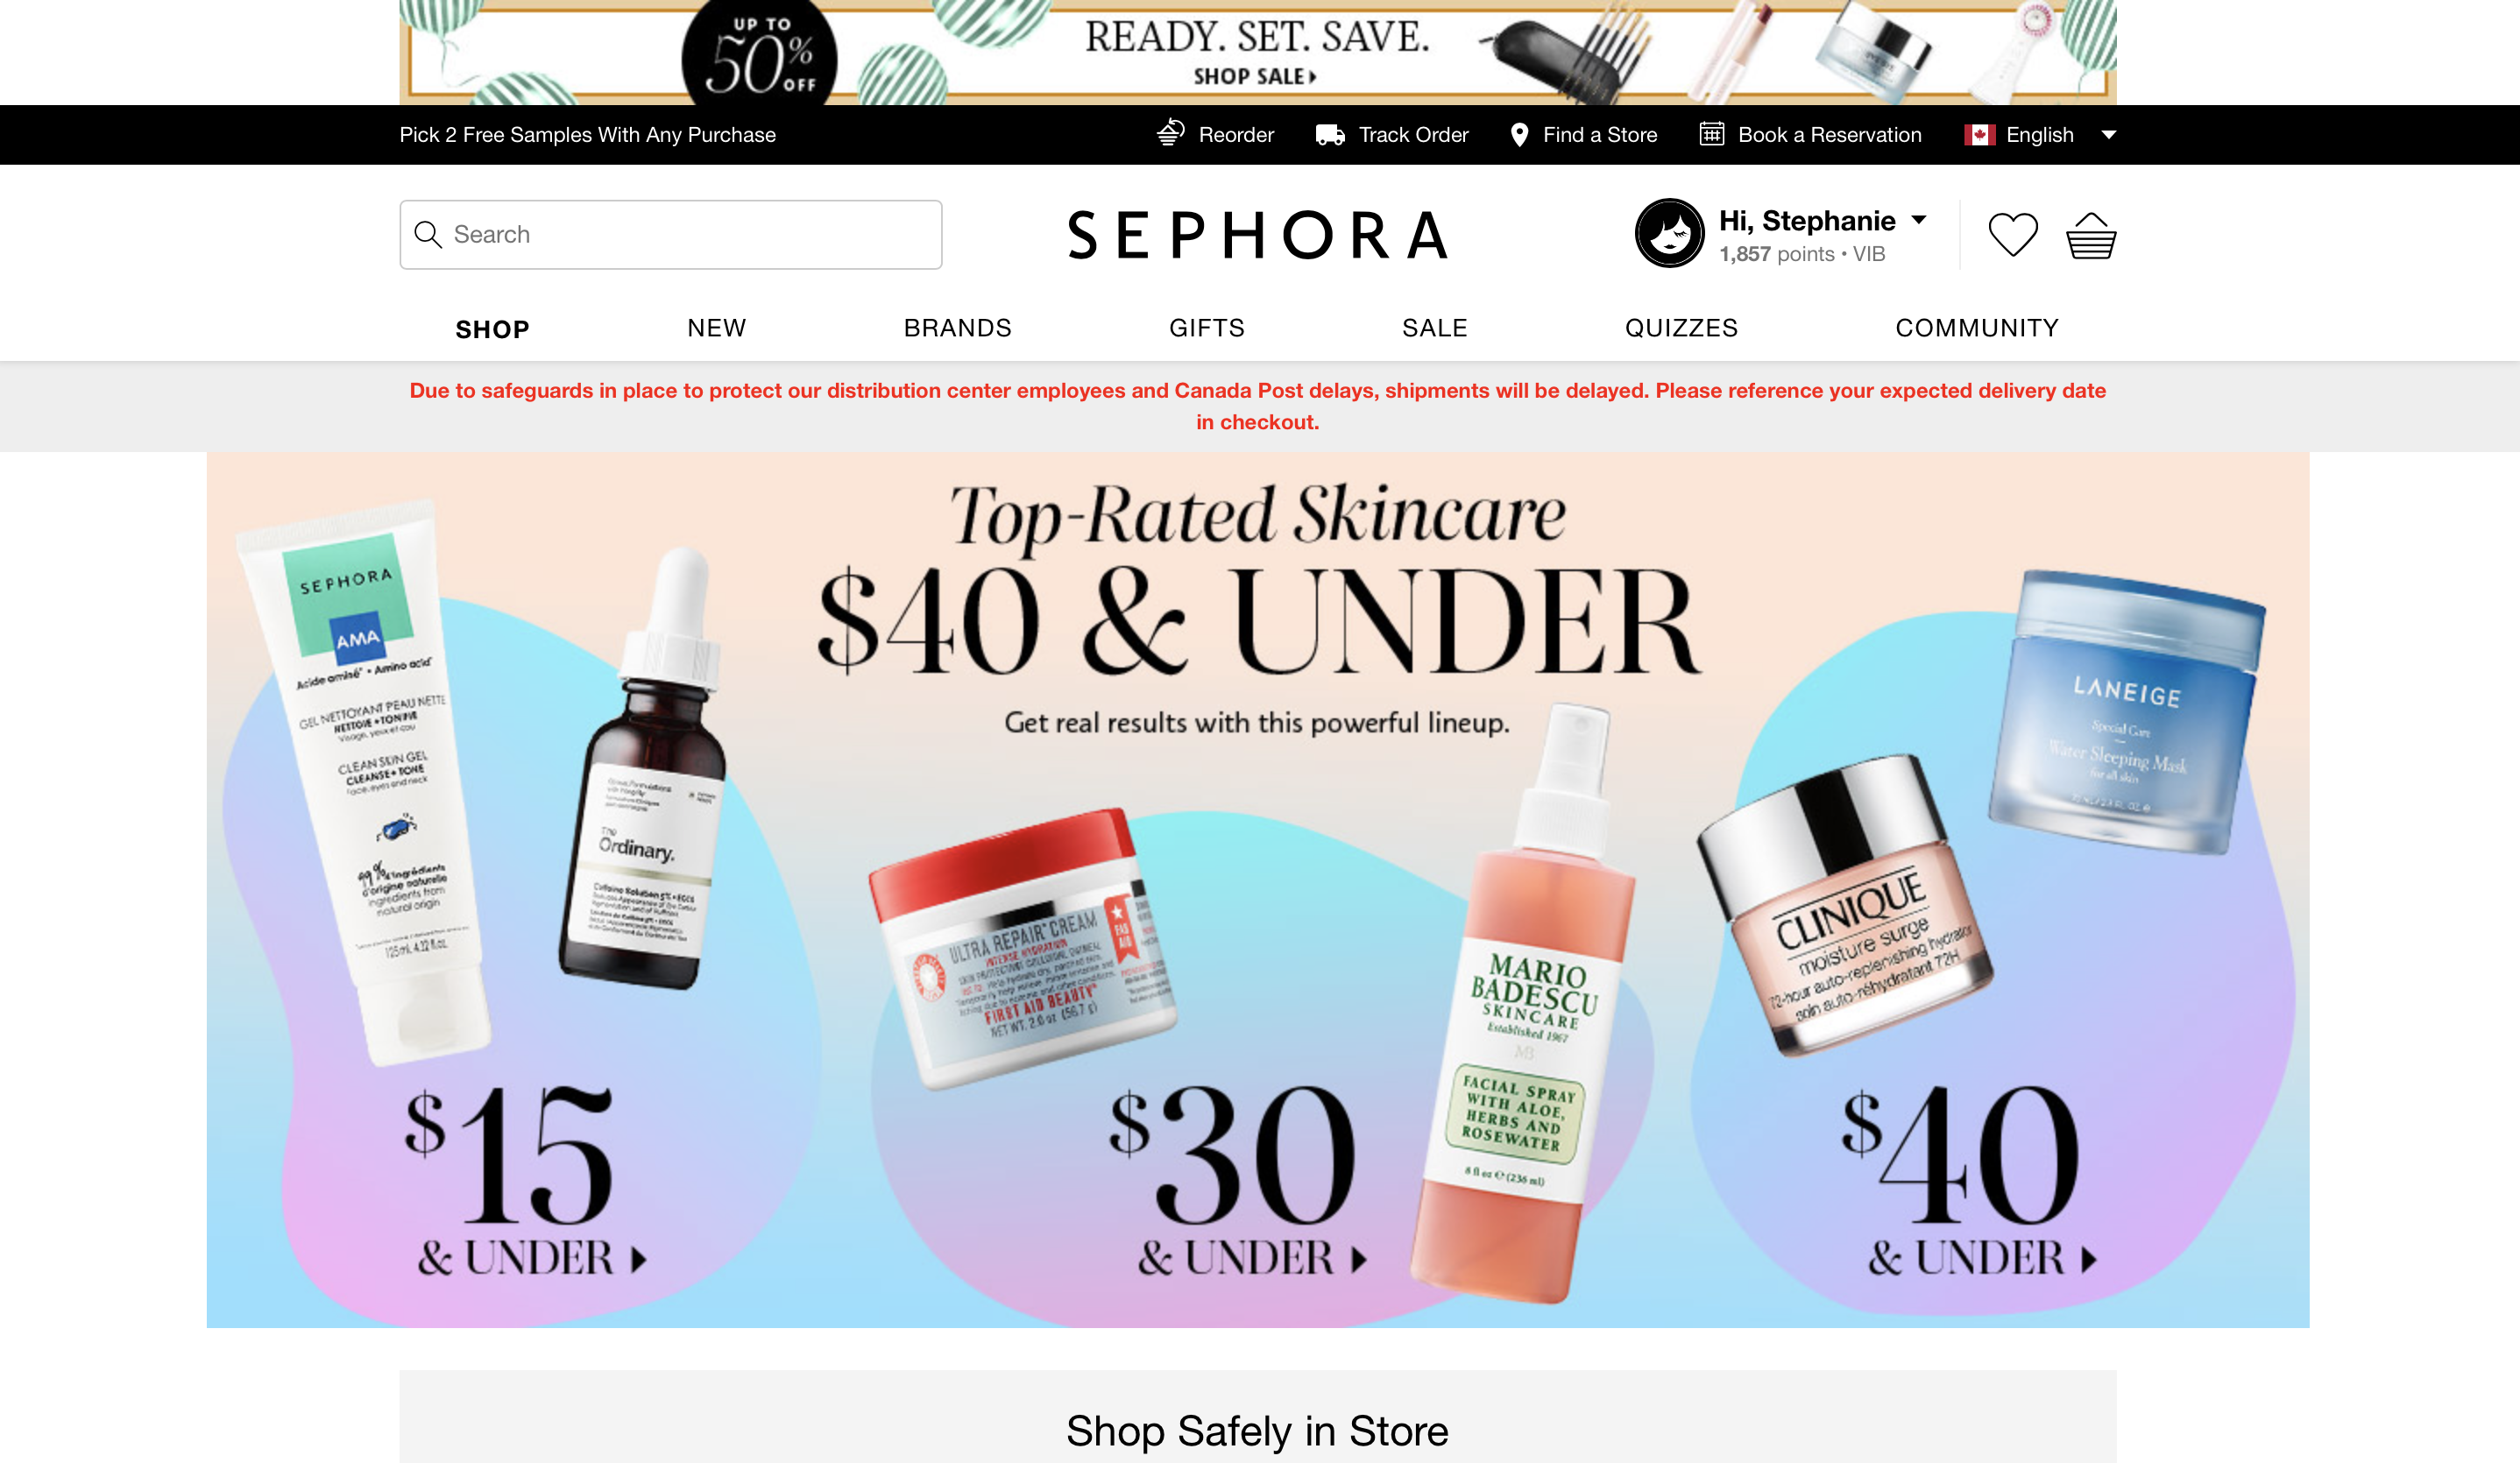 UP TO
50%
OFF
READY. SET. SAVE.
SHOP SALE
Pick 2 Free Samples With Any Purchase
Reorder
Track Order
Find a Store
Book a Reservation
English
Search
SEPHORA
Hi, Stephanie
1,857 points • VIB
SHOP
NEW
BRANDS
GIFTS
SALE
QUIZZES
COMMUNITY
Due to safeguards in place to protect our distribution center employees and Canada Post delays, shipments will be delayed. Please reference your expected delivery date
in checkout.
Top-Rated Skincare
$40 & UNDER
Get real results with this powerful lineup.
SEPHORA
AMA
Acide aminé* • Amino acid*
GEL NETTOYANT PEAU NETTE
NETTOIE + TONIFIE
Visage, yeux et cou
CLEAN SKIN GEL
CLEANSE + TONE
Face, eyes and neck
99%
d'ingrédients
d'origine naturelle
ingredients from
natural origin
125 mL 4.22 fl.oz.
The
Ordinary.
Caffeine Solution 5% + EGCG
ULTRA REPAIR CREAM
INTENSE HYDRATION
FIRST AID BEAUTY
NET WT. 2.0 oz (56.7 g)
FAB
AID
MARIO
BADESCU
SKINCARE
Established 1967
MB
FACIAL SPRAY
WITH ALOE,
HERBS AND
ROSEWATER
8 fl oz ℮ (236 ml)
CLINIQUE
moisture surge
72-hour auto-replenishing hydrator
soin auto-réhydratant 72H
LANEIGE
Special Care
Water Sleeping Mask
for all skin
$15
& UNDER
$30
& UNDER
$40
& UNDER
Shop Safely in Store